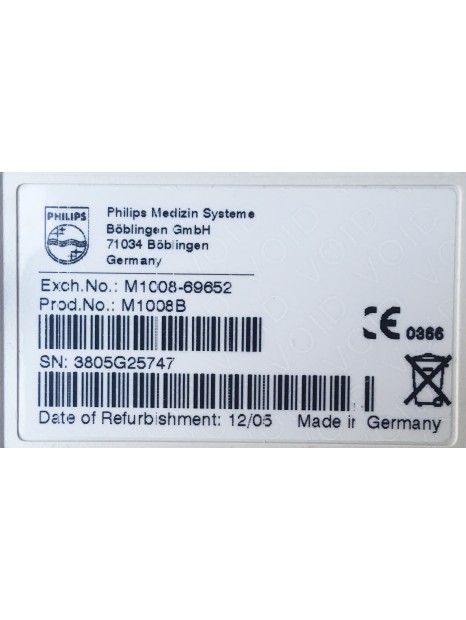 PHILIPS
Philips Medizin Systeme
Böblingen GmbH
71034 Böblingen
Germany
Exch.No.: M1008-69652
Prod.No.: M1008B
CE 0366
SN: 3805G25747
Date of Refurbishment: 12/05 Made in Germany